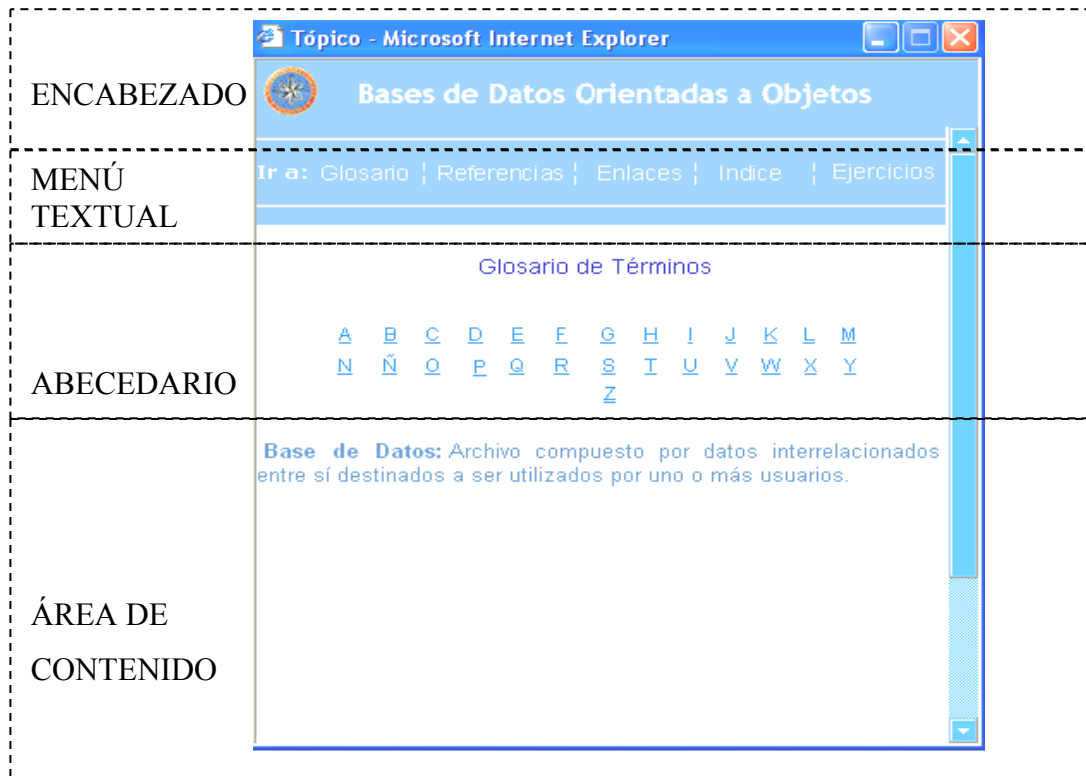 Tópico - Microsoft Internet Explorer
ENCABEZADO
Bases de Datos Orientadas a Objetos
MENÚ
TEXTUAL
Ir a: Glosario ¦ Referencias ¦ Enlaces ¦ Indice ¦ Ejercicios
Glosario de Términos
A B C D E F G H I J K L M
N Ñ O P Q R S T U V W X Y
Z
ABECEDARIO
Base de Datos: Archivo compuesto por datos interrelacionados
entre sí destinados a ser utilizados por uno o más usuarios.
ÁREA DE
CONTENIDO